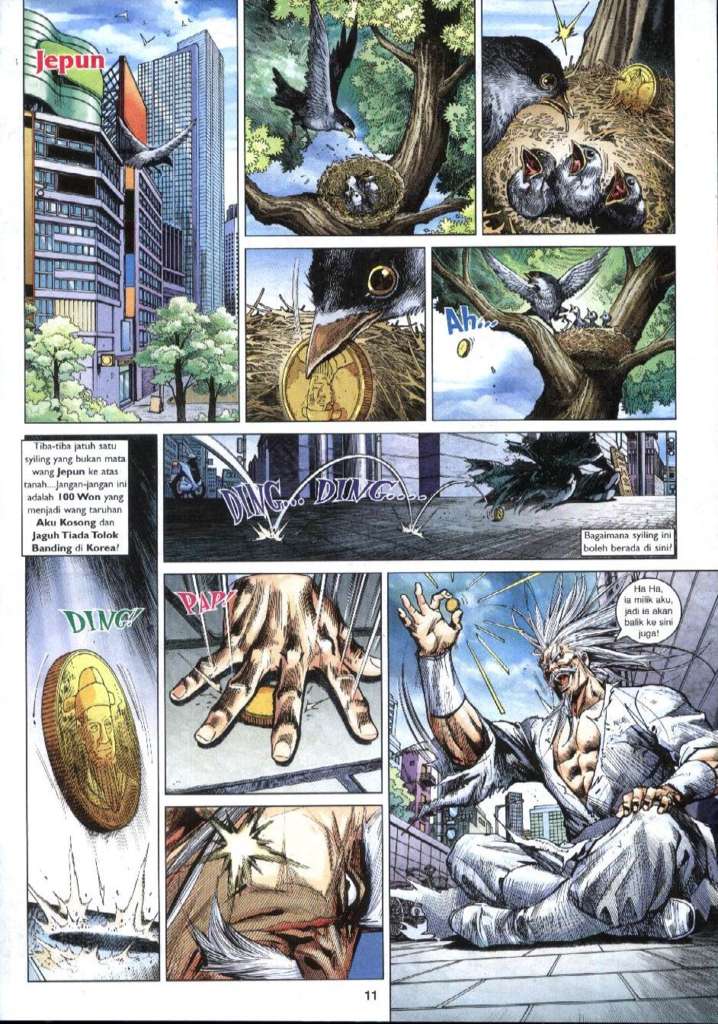 Jepun
Ah...
Tiba-tiba jatuh satu
syiling yang bukan mata
wang Jepun ke atas
tanah....Jangan-jangan ini
adalah 100 Won yang
menjadi wang taruhan
Aku Kosong dan
Jaguh Tiada Tolok
Banding di Korea?
DING... DING....
Bagaimana syiling ini
boleh berada di sini?
DING!
PAP!
Ha Ha,
ia milik aku,
jadi ia akan
balik ke sini
juga!
11